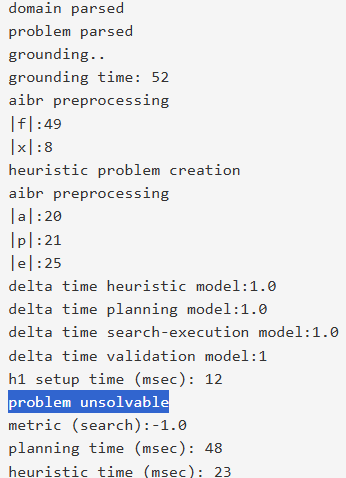 domain parsed
problem parsed
grounding..
grounding time: 52
aibr preprocessing
|f|:49
|x|:8
heuristic problem creation
aibr preprocessing
|a|:20
|p|:21
|e|:25
delta time heuristic model:1.0
delta time planning model:1.0
delta time search-execution model:1.0
delta time validation model:1
h1 setup time (msec): 12
problem unsolvable
metric (search):-1.0
planning time (msec): 48
heuristic time (msec): 23